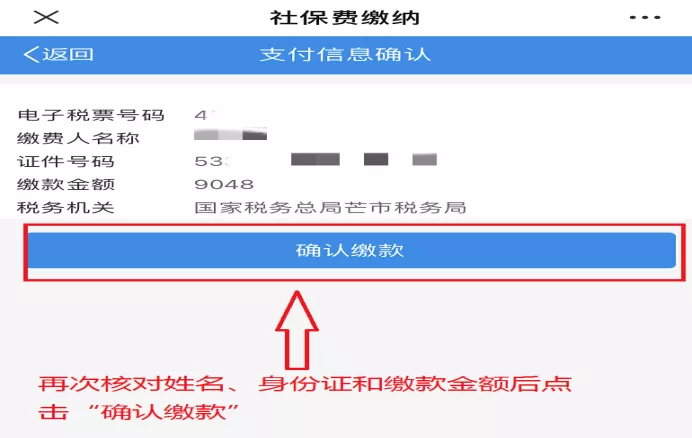 社保费缴纳
返回 支付信息确认
电子税票号码 4
缴费人名称
证件号码 53
缴款金额 9048
税务机关 国家税务总局芒市税务局
确认缴款
再次核对姓名、身份证和缴款金额后点
击“确认缴款”